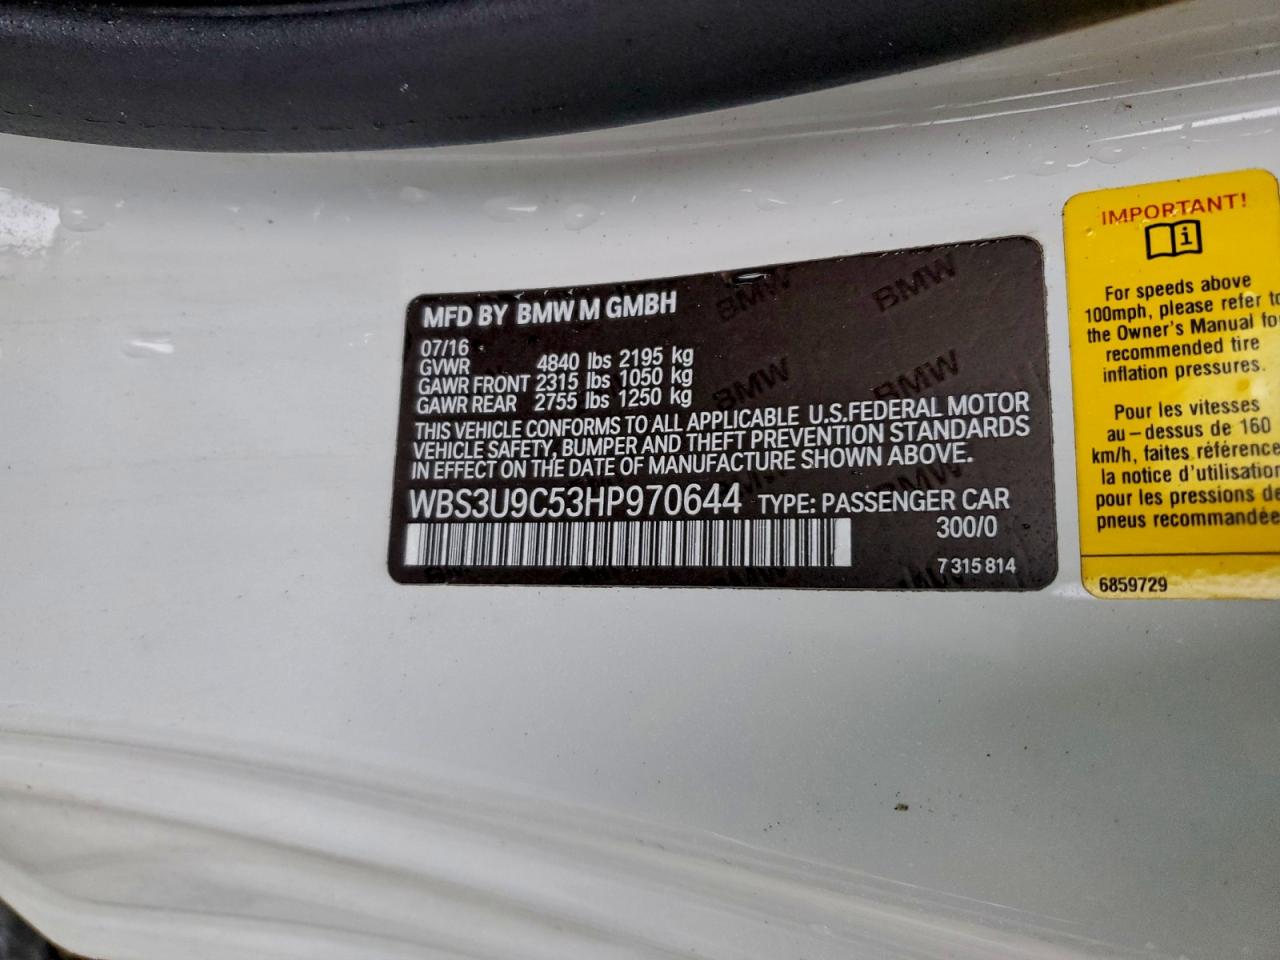 MFD BY BMW M GMBH
07/16
GVWR 4840 lbs 2195 kg
GAWR FRONT 2315 lbs 1050 kg
GAWR REAR 2755 lbs 1250 kg
THIS VEHICLE CONFORMS TO ALL APPLICABLE U.S.FEDERAL MOTOR
VEHICLE SAFETY, BUMPER AND THEFT PREVENTION STANDARDS
IN EFFECT ON THE DATE OF MANUFACTURE SHOWN ABOVE.
WBS3U9C53HP970644 TYPE: PASSENGER CAR
300/0
7 315 814
BMW
BMW
BMW
BMW
IMPORTANT!
i
For speeds above
100mph, please refer to
the Owner's Manual for
recommended tire
inflation pressures.
Pour les vitesses
au-dessus de 160
km/h, faites référence
la notice d'utilisation
pour les pressions de
pneus recommandée
6859729